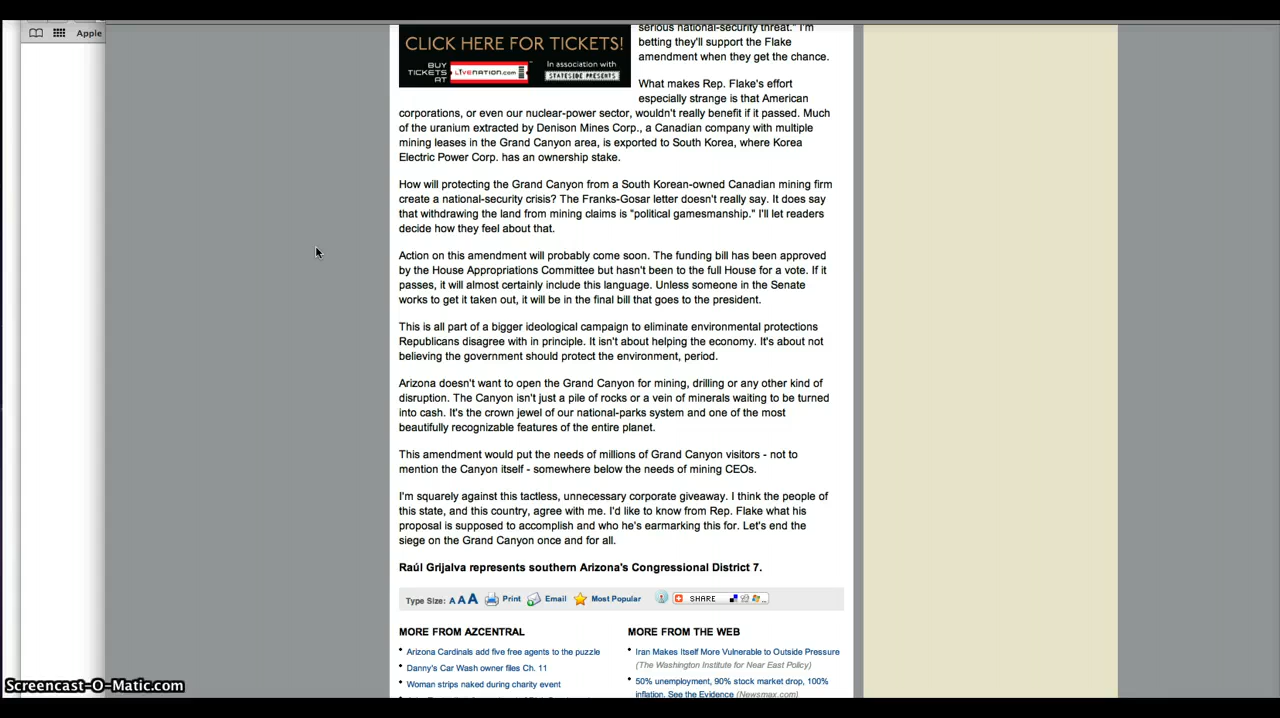 Apple
CLICK HERE FOR TICKETS!
BUY TICKETS AT
LIVENATION.com
In association with
STATESIDE PRESENTS
serious national-security threat." I'm
betting they'll support the Flake
amendment when they get the chance.
What makes Rep. Flake's effort
especially strange is that American
corporations, or even our nuclear-power sector, wouldn't really benefit if it passed. Much
of the uranium extracted by Denison Mines Corp., a Canadian company with multiple
mining leases in the Grand Canyon area, is exported to South Korea, where Korea
Electric Power Corp. has an ownership stake.
How will protecting the Grand Canyon from a South Korean-owned Canadian mining firm
create a national-security crisis? The Franks-Gosar letter doesn't really say. It does say
that withdrawing the land from mining claims is "political gamesmanship." I'll let readers
decide how they feel about that.
Action on this amendment will probably come soon. The funding bill has been approved
by the House Appropriations Committee but hasn't been to the full House for a vote. If it
passes, it will almost certainly include this language. Unless someone in the Senate
works to get it taken out, it will be in the final bill that goes to the president.
This is all part of a bigger ideological campaign to eliminate environmental protections
Republicans disagree with in principle. It isn't about helping the economy. It's about not
believing the government should protect the environment, period.
Arizona doesn't want to open the Grand Canyon for mining, drilling or any other kind of
disruption. The Canyon isn't just a pile of rocks or a vein of minerals waiting to be turned
into cash. It's the crown jewel of our national-parks system and one of the most
beautifully recognizable features of the entire planet.
This amendment would put the needs of millions of Grand Canyon visitors - not to
mention the Canyon itself - somewhere below the needs of mining CEOs.
I'm squarely against this tactless, unnecessary corporate giveaway. I think the people of
this state, and this country, agree with me. I'd like to know from Rep. Flake what his
proposal is supposed to accomplish and who he's earmarking this for. Let's end the
siege on the Grand Canyon once and for all.
Raúl Grijalva represents southern Arizona's Congressional District 7.
Type Size: A A A Print Email Most Popular SHARE
MORE FROM AZCENTRAL
Arizona Cardinals add five free agents to the puzzle
Danny's Car Wash owner files Ch. 11
Woman strips naked during charity event
MORE FROM THE WEB
Iran Makes Itself More Vulnerable to Outside Pressure
(The Washington Institute for Near East Policy)
50% unemployment, 90% stock market drop, 100%
inflation. See the Evidence (Newsmax.com)
Screencast-O-Matic.com